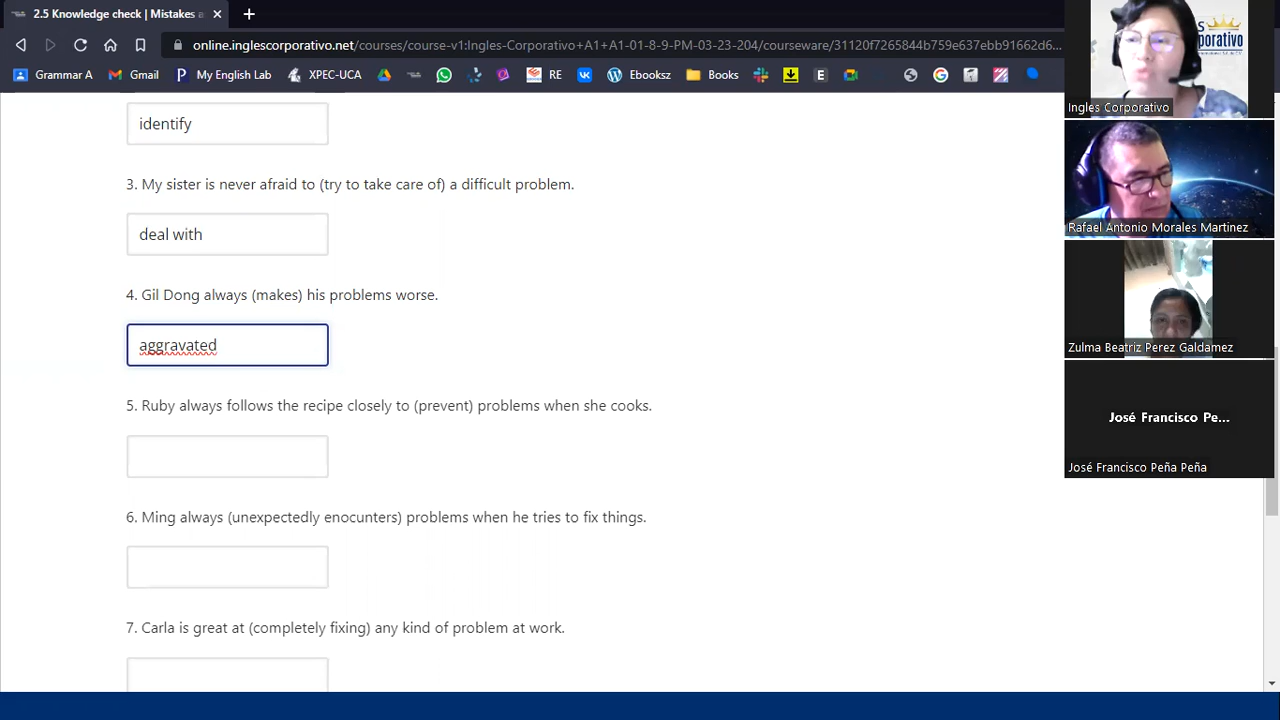 2.5 Knowledge check | Mistakes a
online.inglescorporativo.net/courses/course-v1:Ingles-Corporativo+A1+A1-01-8-9-PM-03-23-204/courseware/31120f7265844b759e637ebb91662d6...
Grammar A
Gmail
My English Lab
XPEC-UCA
RE
Ebooksz
Books
identify
3. My sister is never afraid to (try to take care of) a difficult problem.
deal with
4. Gil Dong always (makes) his problems worse.
aggravated
5. Ruby always follows the recipe closely to (prevent) problems when she cooks.
6. Ming always (unexpectedly enocunters) problems when he tries to fix things.
7. Carla is great at (completely fixing) any kind of problem at work.
S
rporativo
Ingles Corporativo
Rafael Antonio Morales Martinez
Zulma Beatriz Perez Galdamez
José Francisco Pe...
José Francisco Peña Peña